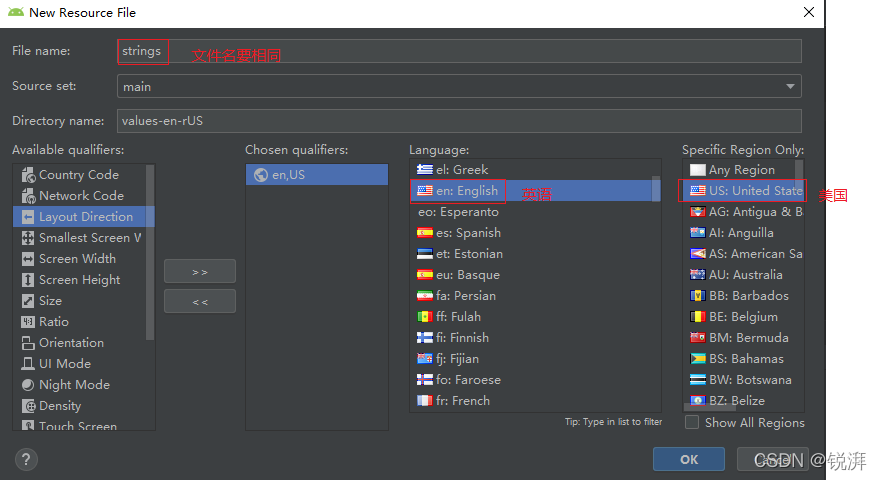 New Resource File
File name: strings 文件名要相同
Source set: main
Directory name: values-en-rUS
Available qualifiers:
Country Code
Network Code
Layout Direction
Smallest Screen W
Screen Width
Screen Height
Size
Ratio
Orientation
UI Mode
Night Mode
Density
Touch Screen
>>
<<
Chosen qualifiers:
en,US
Language:
el: Greek
en: English 英语
eo: Esperanto
es: Spanish
et: Estonian
eu: Basque
fa: Persian
ff: Fulah
fi: Finnish
fj: Fijian
fo: Faroese
fr: French
Tip: Type in list to filter
Specific Region Only:
Any Region
US: United State 美国
AG: Antigua & B
AI: Anguilla
AS: American Sa
AU: Australia
BB: Barbados
BE: Belgium
BM: Bermuda
BS: Bahamas
BW: Botswana
BZ: Belize
Show All Regions
?
OK
Cancel
CSDN @锐湃